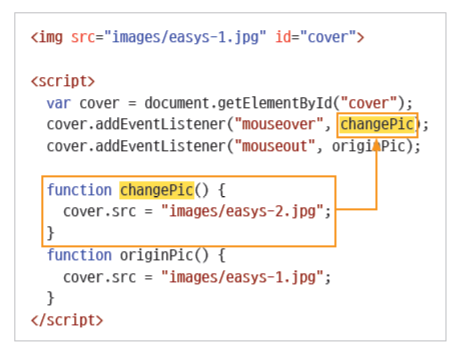 <img src="images/easys-1.jpg" id="cover">
<script>
var cover = document.getElementById("cover");
cover.addEventListener("mouseover", changePic);
cover.addEventListener("mouseout", originPic);
function changePic() {
cover.src = "images/easys-2.jpg";
}
function originPic() {
cover.src = "images/easys-1.jpg";
}
</script>